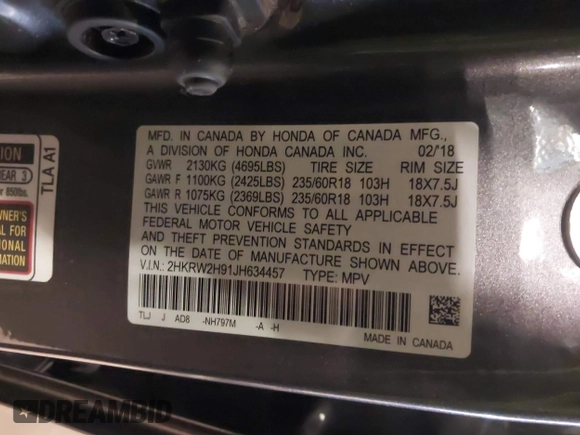 MFD. IN CANADA BY HONDA OF CANADA MFG.,
A DIVISION OF HONDA CANADA INC. 02/18
GVWR 2130KG (4695LBS) TIRE SIZE RIM SIZE
GAWR F 1100KG (2425LBS) 235/60R18 103H 18X7.5J
GAWR R 1075KG (2369LBS) 235/60R18 103H 18X7.5J
THIS VEHICLE CONFORMS TO ALL APPLICABLE
FEDERAL MOTOR VEHICLE SAFETY
AND THEFT PREVENTION STANDARDS IN EFFECT
ON THE DATE OF MANUFACTURE SHOWN ABOVE.
V.I.N.: 2HKRW2H91JH634457 TYPE: MPV
TLJ J AD8 -NH797M -A -H
MADE IN CANADA
TLA A1
EAR 3
850lbs.
DREAMBID